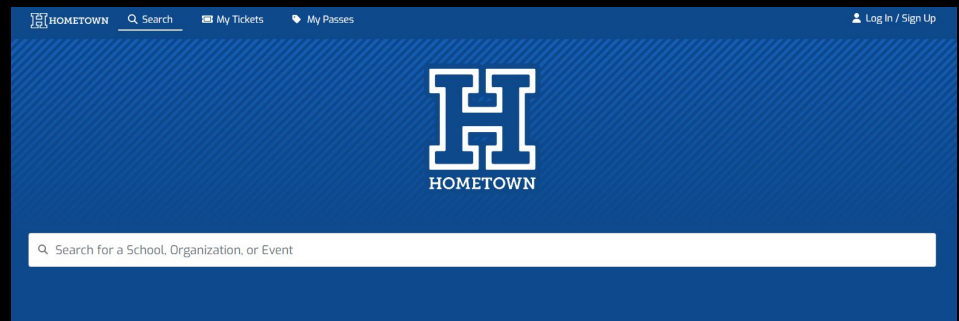 HOMETOWN Search My Tickets My Passes Log In / Sign Up
H
HOMETOWN
Search for a School, Organization, or Event